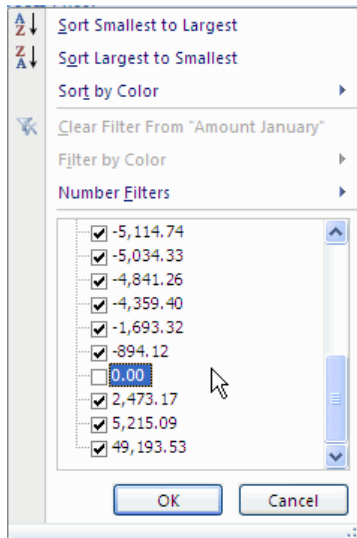 Sort Smallest to Largest
Sort Largest to Smallest
Sort by Color
Clear Filter From "Amount January"
Filter by Color
Number Filters
-5,114.74
-5,034.33
-4,841.26
-4,359.40
-1,693.32
-894.12
0.00
2,473.17
5,215.09
49,193.53
OK Cancel